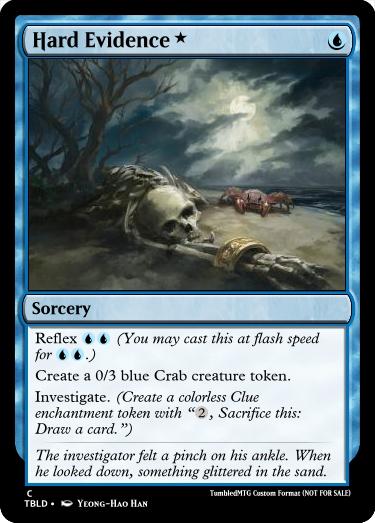 Hard Evidence ★
Sorcery
Reflex (You may cast this at flash speed
for .)
Create a 0/3 blue Crab creature token.
Investigate. (Create a colorless Clue
enchantment token with “2, Sacrifice this:
Draw a card.”)
The investigator felt a pinch on his ankle. When
he looked down, something glittered in the sand.
C
TBLD • Yeong-Hao Han
TumbledMTG Custom Format (NOT FOR SALE)